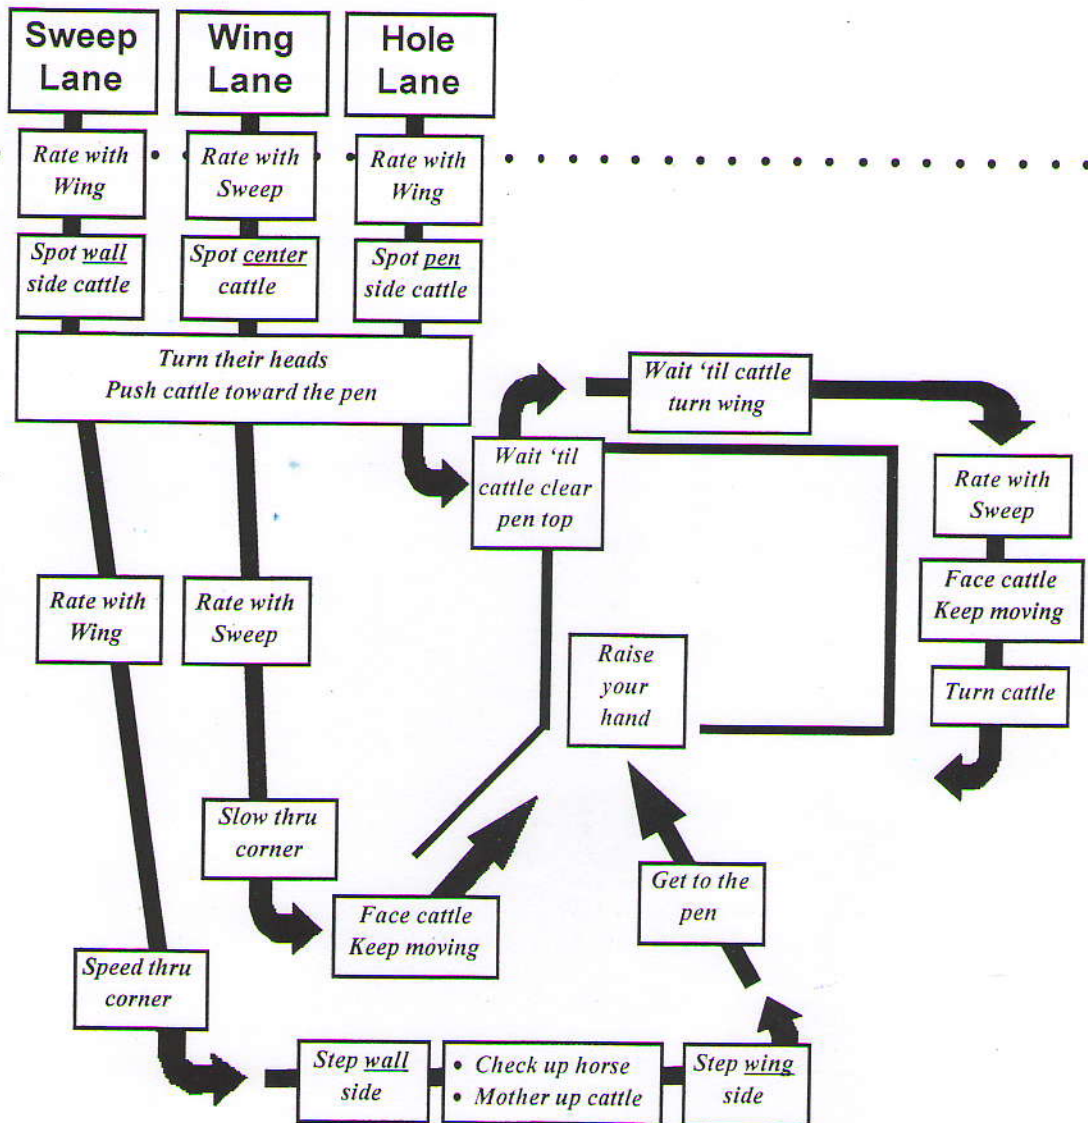 Sweep
Lane
Wing
Lane
Hole
Lane
Rate with
Wing
Rate with
Sweep
Rate with
Wing
Spot wall
side cattle
Spot center
cattle
Spot pen
side cattle
Turn their heads
Push cattle toward the pen
Wait ‘til cattle
turn wing
Wait ‘til
cattle clear
pen top
Rate with
Sweep
Face cattle
Keep moving
Turn cattle
Rate with
Wing
Rate with
Sweep
Raise
your
hand
Slow thru
corner
Get to the
pen
Face cattle
Keep moving
Speed thru
corner
Step wall
side
• Check up horse
• Mother up cattle
Step wing
side